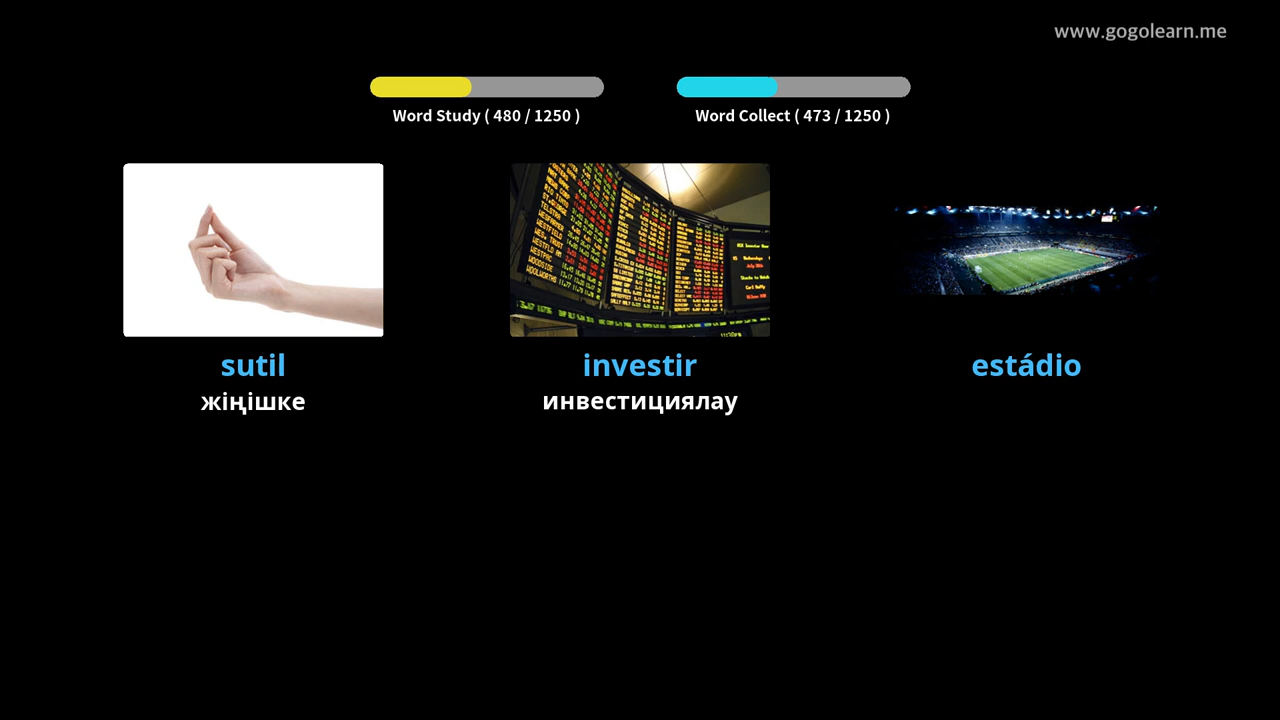 www.gogolearn.me
Word Study ( 480 / 1250 )
Word Collect ( 473 / 1250 )
sutil
investir
estádio
жіңішке
инвестициялау